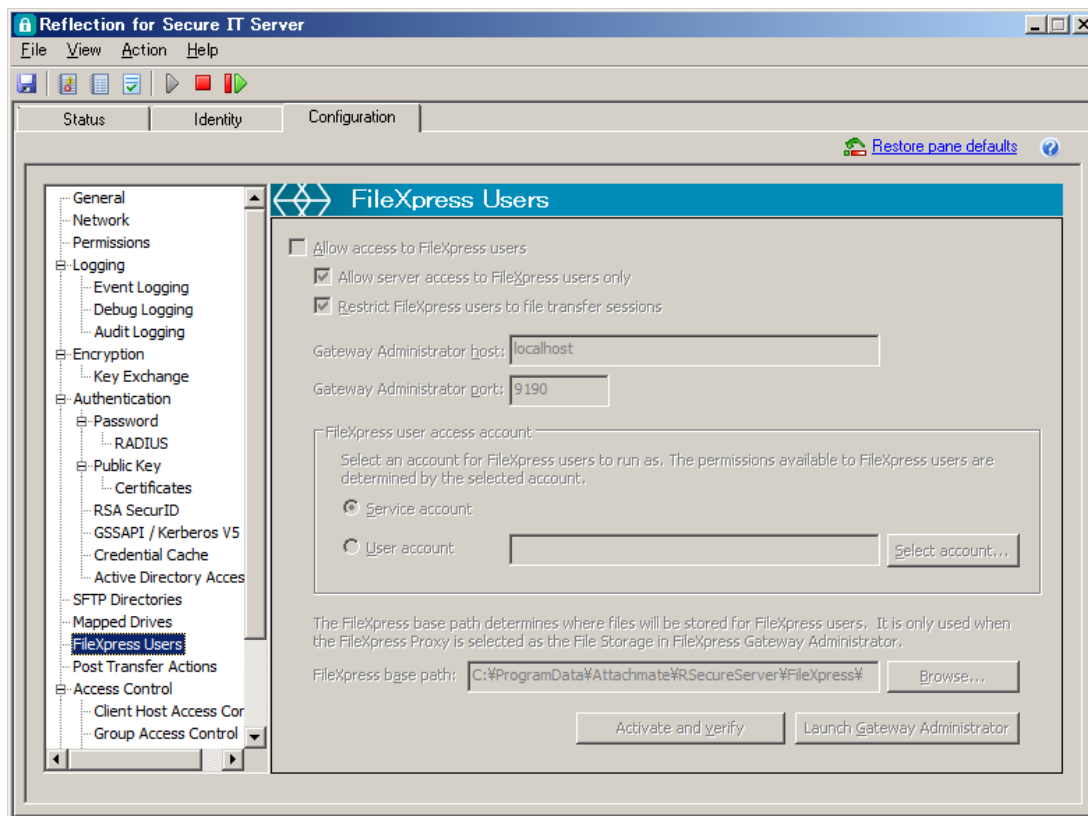 Reflection for Secure IT Server
File View Action Help
Status Identity Configuration
Restore pane defaults
General
Network
Permissions
Logging
Event Logging
Debug Logging
Audit Logging
Encryption
Key Exchange
Authentication
Password
RADIUS
Public Key
Certificates
RSA SecurID
GSSAPI / Kerberos V5
Credential Cache
Active Directory Acces
SFTP Directories
Mapped Drives
FileXpress Users
Post Transfer Actions
Access Control
Client Host Access Cor
Group Access Control
FileXpress Users
Allow access to FileXpress users
Allow server access to FileXpress users only
Restrict FileXpress users to file transfer sessions
Gateway Administrator host: localhost
Gateway Administrator port: 9190
FileXpress user access account
Select an account for FileXpress users to run as. The permissions available to FileXpress users are
determined by the selected account.
Service account
User account Select account...
The FileXpress base path determines where files will be stored for FileXpress users. It is only used when
the FileXpress Proxy is selected as the File Storage in FileXpress Gateway Administrator.
FileXpress base path: C:¥ProgramData¥Attachmate¥RSecureServer¥FileXpress¥ Browse...
Activate and verify Launch Gateway Administrator